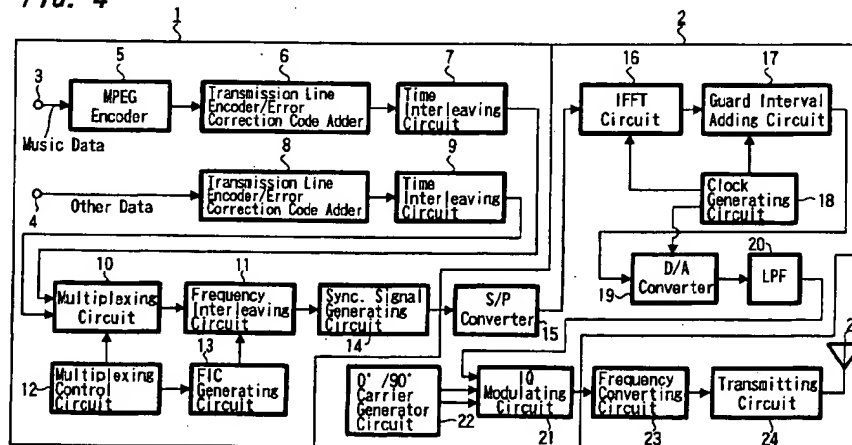 FIG. 4
1
2
3
Music Data
5
MPEG
Encoder
6
Transmission Line
Encoder/Error
Correction Code Adder
7
Time
Interleaving
Circuit
16
IFFT
Circuit
17
Guard Interval
Adding Circuit
4
Other Data
8
Transmission Line
Encoder/Error
Correction Code Adder
9
Time
Interleaving
Circuit
Clock
Generating
Circuit
18
10
Multiplexing
Circuit
11
Frequency
Interleaving
Circuit
Sync. Signal
Generating
Circuit
14
S/P
Converter
15
19
D/A
Converter
20
LPF
12
Multiplexing
Control
Circuit
13
FIC
Generating
Circuit
0° /90°
Carrier
Generator
Circuit
22
IQ
Modulating
Circuit
21
Frequency
Converting
Circuit
23
Transmitting
Circuit
24